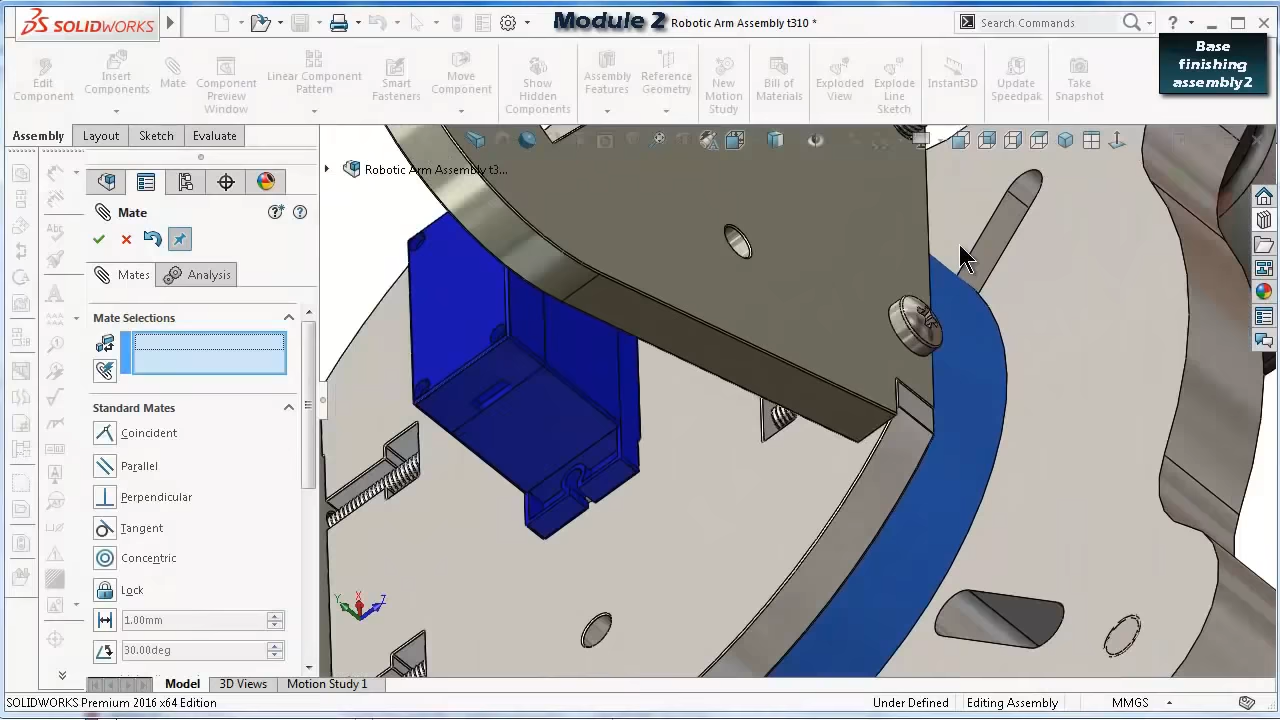 SOLIDWORKS
Module 2
Robotic Arm Assembly t310 *
Search Commands
?
Base
finishing
assembly2
Edit
Component
Insert
Components
Mate
Component
Preview
Window
Linear Component
Pattern
Smart
Fasteners
Move
Component
Show
Hidden
Components
Assembly
Features
Reference
Geometry
New
Motion
Study
Bill of
Materials
Exploded
View
Explode
Line
Sketch
Instant3D
Update
Speedpak
Take
Snapshot
Assembly
Layout
Sketch
Evaluate
Robotic Arm Assembly t3...
Mate
Mates
Analysis
Mate Selections
Standard Mates
Coincident
Parallel
Perpendicular
Tangent
Concentric
Lock
1.00mm
30.00deg
Y
X
Z
Model
3D Views
Motion Study 1
SOLIDWORKS Premium 2016 x64 Edition
Under Defined
Editing Assembly
MMGS